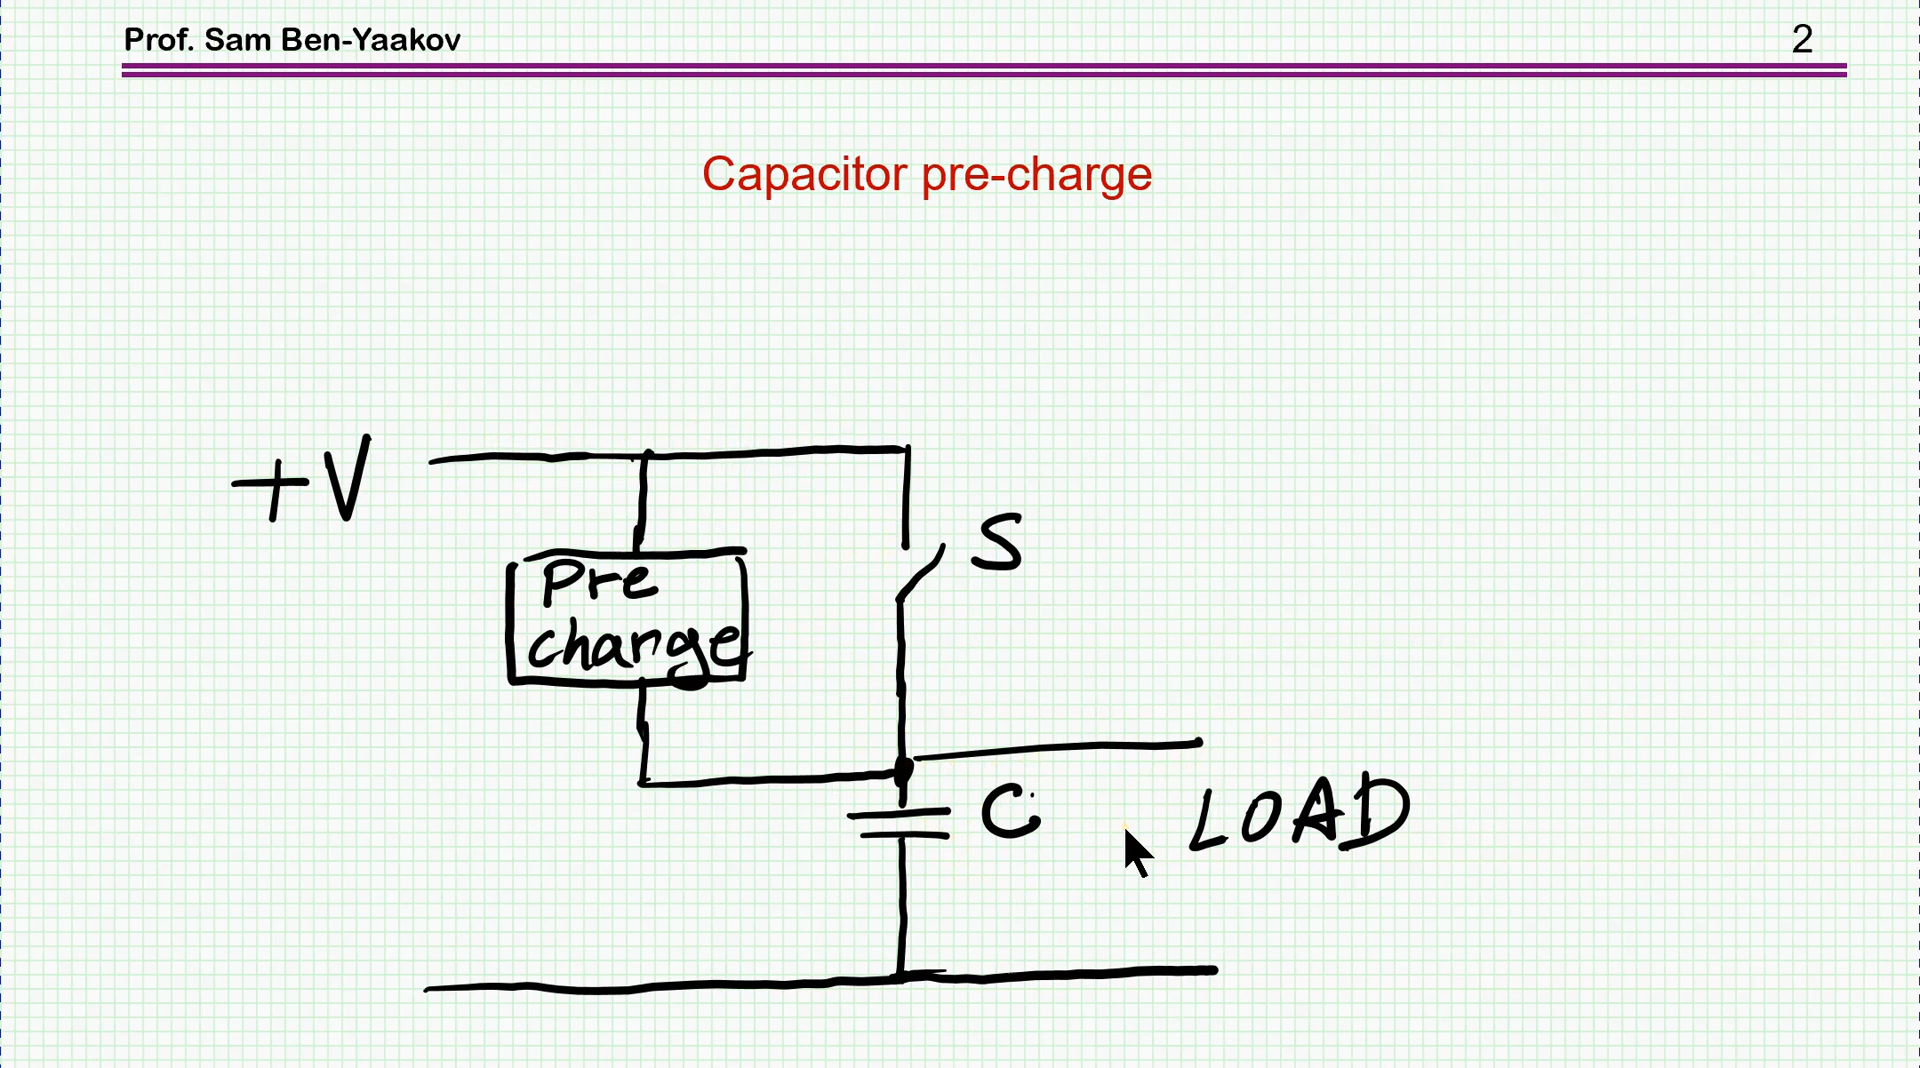 Prof. Sam Ben-Yaakov 2
Capacitor pre-charge
+V
S
Pre
charge
C
LOAD